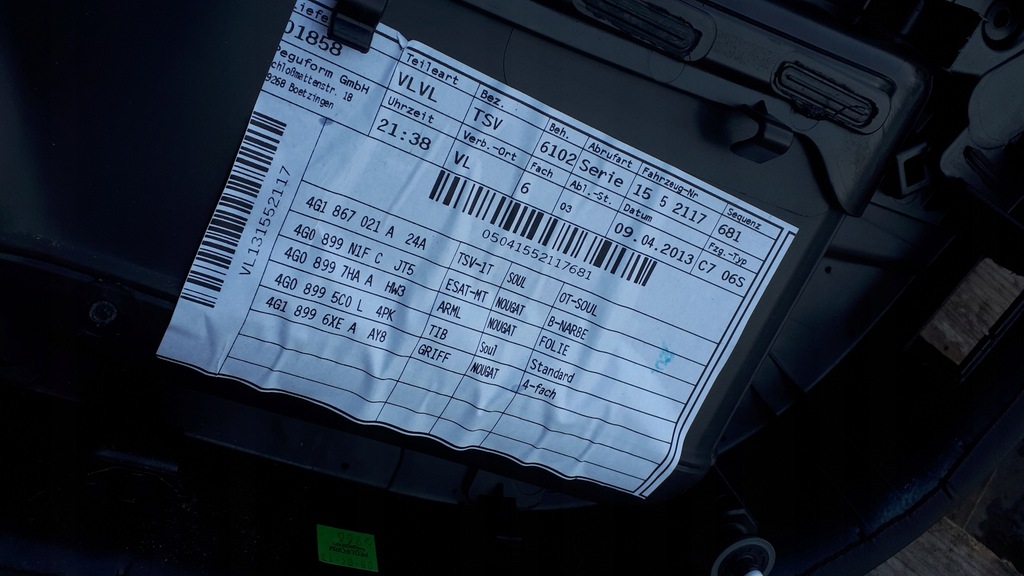 Liefe
01858
Peguform GmbH
chloßmattenstr. 18
9268 Boetzingen
Teileart Bez. Beh. Abrufart Fahrzeug-Nr Sequenz
VLVL TSV 6102 Serie 15 5 2117 681
Uhrzeit Verb.-Ort Fach Abl.-St. Datum Fzg.-Typ
21:38 VL 6 03 09.04.2013 C7 06S
VL131552117
05041552117681
4G1 867 021 A 24A TSV-IT SOUL OT-SOUL
4G0 899 N1F C JT5 ESAT-MT NOUGAT B-NARBE
4G0 899 7HA A HW3 ARML NOUGAT FOLIE
4G0 899 5C0 L 4PK TIB Soul Standard
4G1 899 6XE A AY8 GRIFF NOUGAT 4-fach